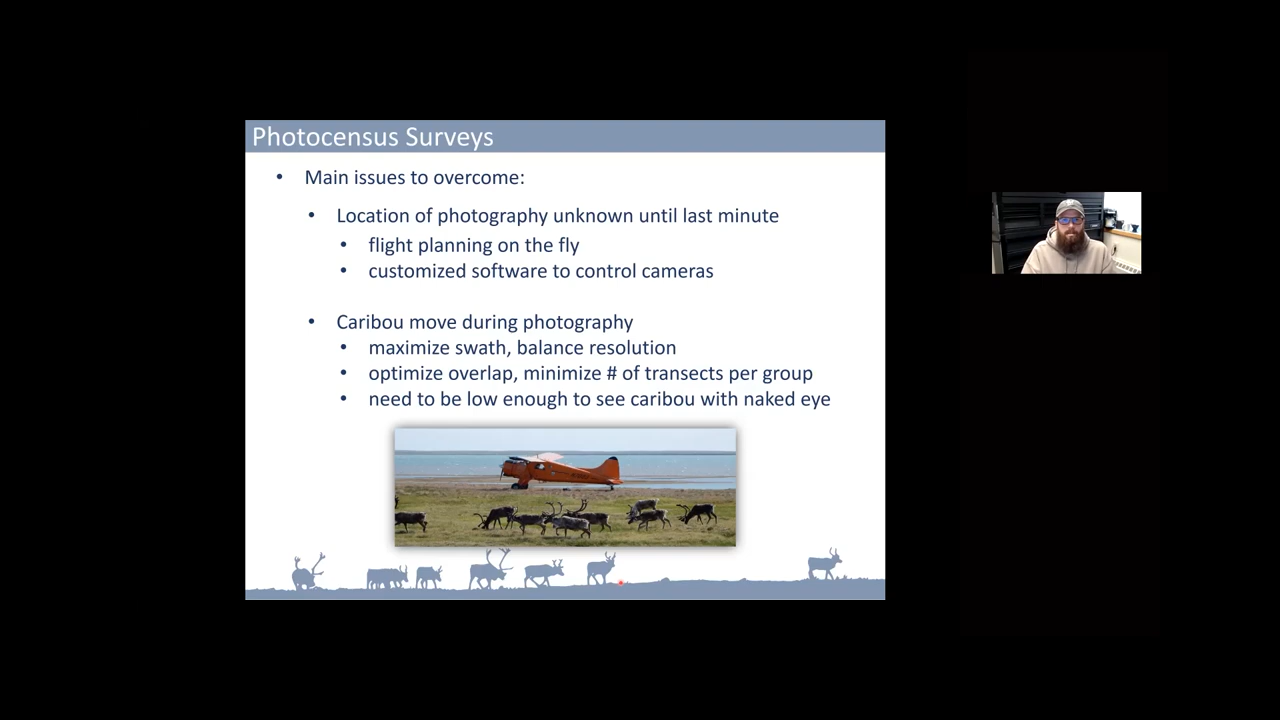 Photocensus Surveys
• Main issues to overcome:
• Location of photography unknown until last minute
• flight planning on the fly
• customized software to control cameras
• Caribou move during photography
• maximize swath, balance resolution
• optimize overlap, minimize # of transects per group
• need to be low enough to see caribou with naked eye